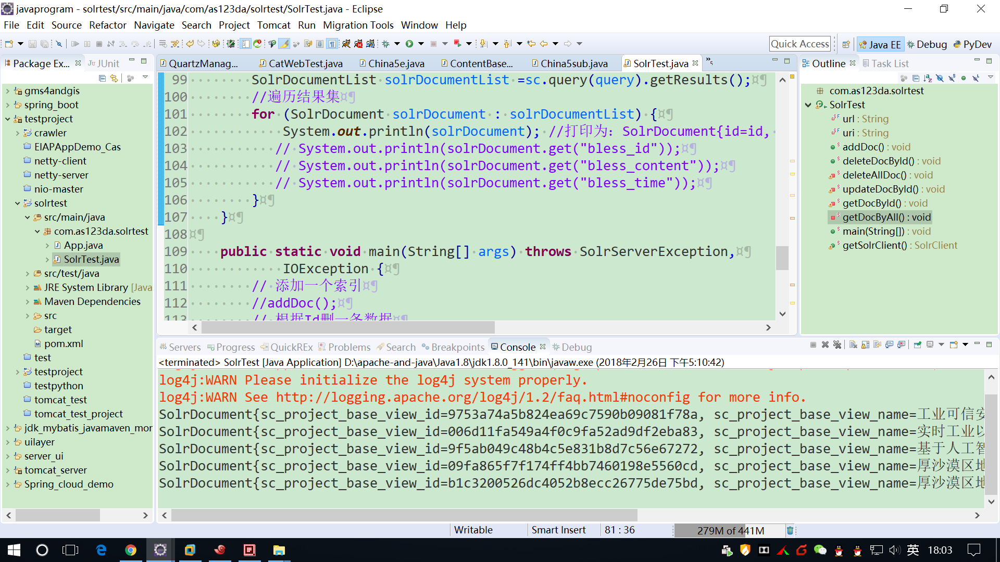 javaprogram - solrtest/src/main/java/com/as123da/solrtest/SolrTest.java - Eclipse
File Edit Source Refactor Navigate Search Project Tomcat Run Migration Tools Window Help
Quick Access
Java EE
Debug
PyDev
Package Ex...
JUnit
gms4andgis
spring_boot
testproject
crawler
EIAPAppDemo_Cas
netty-client
netty-server
nio-master
solrtest
src/main/java
com.as123da.solrtest
App.java
SolrTest.java
src/test/java
JRE System Library [Java
Maven Dependencies
src
target
pom.xml
test
testproject
testpython
tomcat_test
tomcat_test_project
jdk_mybatis_javamaven_mor
uilayer
server_ui
tomcat_server
Spring_cloud_demo
QuartzManag...
CatWebTest.java
China5e.java
ContentBase...
China5sub.java
SolrTest.java
»5
99 SolrDocumentList solrDocumentList =sc.query(query).getResults();¤¶
100 //遍历结果集¤¶
101 for (SolrDocument solrDocument : solrDocumentList) {¤¶
102 System.out.println(solrDocument); //打印为: SolrDocument{id=id,
103 // System.out.println(solrDocument.get("bless_id"));¤¶
104 // System.out.println(solrDocument.get("bless_content"));¤¶
105 // System.out.println(solrDocument.get("bless_time"));¤¶
106 }¤¶
107 }¤¶
108 ¤¶
109 public static void main(String[] args) throws SolrServerException,¤¶
110 IOException {¤¶
111 // 添加一个索引¤¶
112 //addDoc();¤¶
113 // 根据Id删一条数据¤¶
Outline
Task List
com.as123da.solrtest
SolrTest
url : String
uri : String
addDoc() : void
deleteDocById() : void
deleteAllDoc() : void
updateDocById() : void
getDocById() : void
getDocByAll() : void
main(String[]) : void
getSolrClient() : SolrClient
Servers
Progress
QuickREx
Problems
Search
Breakpoints
Console
Debug
<terminated> SolrTest [Java Application] D:\apache-and-java\Java1.8\jdk1.8.0_141\bin\javaw.exe (2018年2月26日 下午5:10:42)
log4j:WARN Please initialize the log4j system properly.
log4j:WARN See http://logging.apache.org/log4j/1.2/faq.html#noconfig for more info.
SolrDocument{sc_project_base_view_id=9753a74a5b824ea69c7590b09081f78a, sc_project_base_view_name=工业可信安
SolrDocument{sc_project_base_view_id=006d11fa549a4f0c9fa52ad9df2eba83, sc_project_base_view_name=实时工业以
SolrDocument{sc_project_base_view_id=9f5ab049c48b4c5e831b8d7c56e67272, sc_project_base_view_name=基于人工智
SolrDocument{sc_project_base_view_id=09fa865f7f174ff4bb7460198e5560cd, sc_project_base_view_name=厚沙漠区地
SolrDocument{sc_project_base_view_id=b1c3200526dc4052b8ecc26775de75bd, sc_project_base_view_name=厚沙漠区地
Writable
Smart Insert
81 : 36
279M of 441M
英
18:03